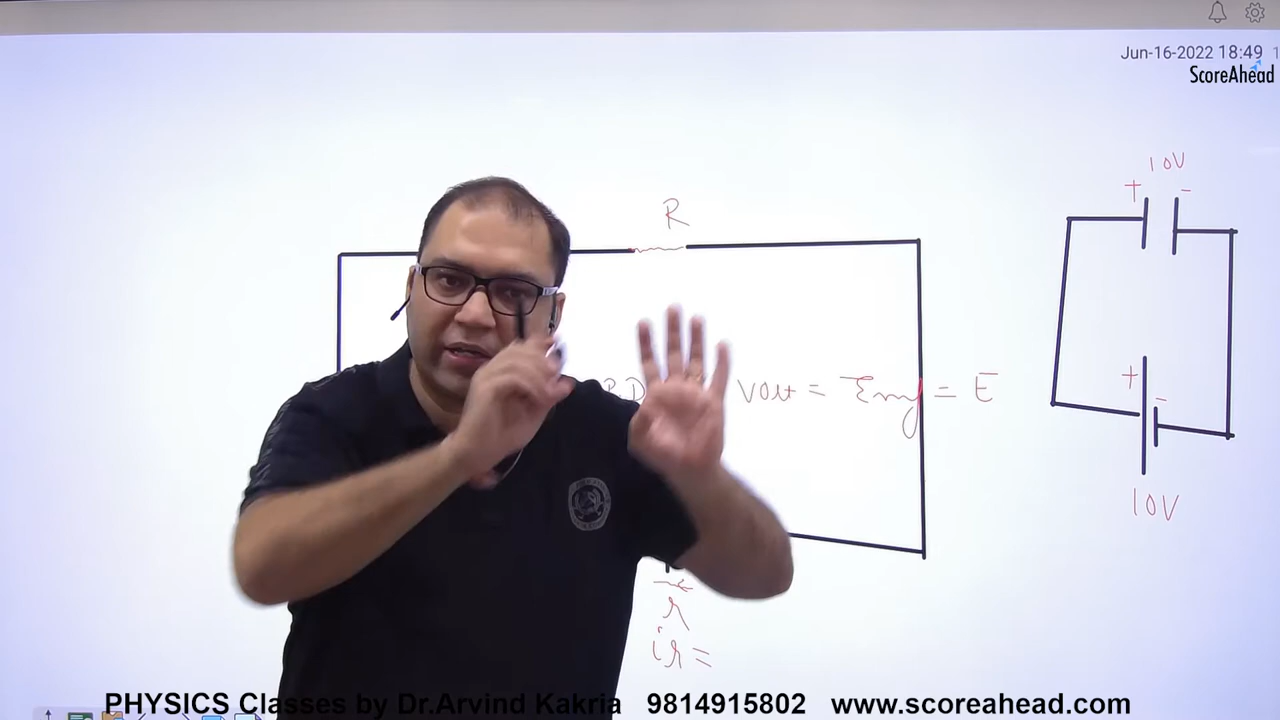 Jun-16-2022 18:49
ScoreAhead
10V
+ -
R
+
-
Volt = Emf = E
10V
r
ir=
PHYSICS Classes by Dr.Arvind Kakria 9814915802 www.scoreahead.com